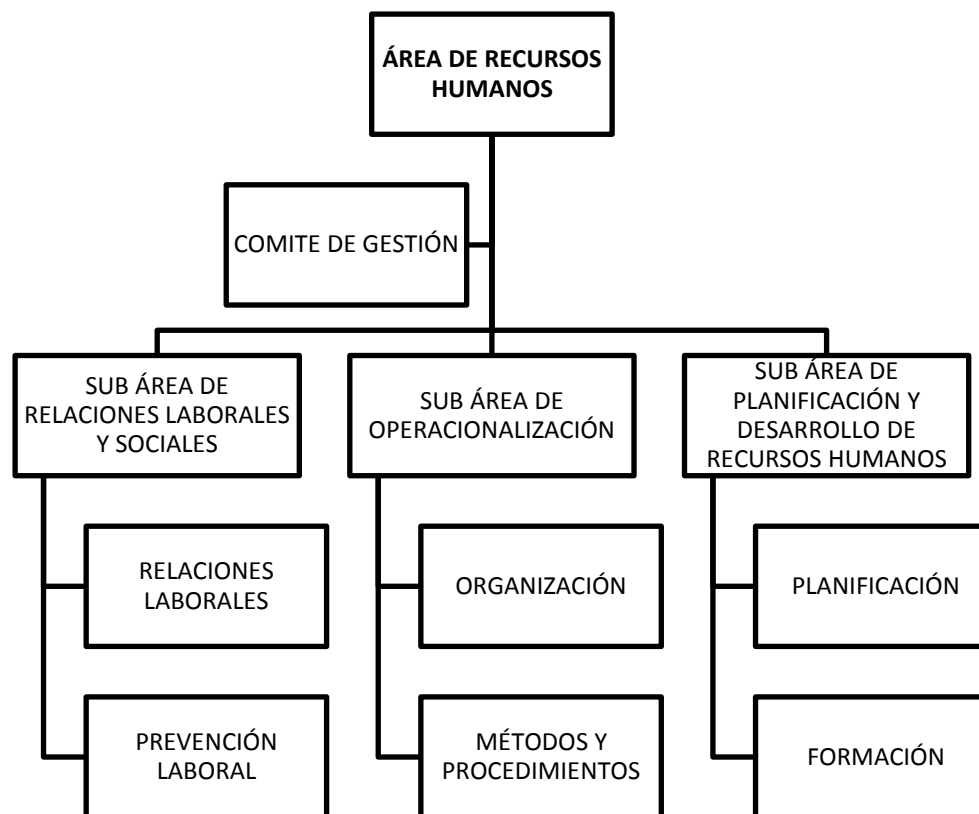 ÁREA DE RECURSOS
HUMANOS
COMITE DE GESTIÓN
SUB ÁREA DE
RELACIONES LABORALES
Y SOCIALES
SUB ÁREA DE
OPERACIONALIZACIÓN
SUB ÁREA DE
PLANIFICACIÓN Y
DESARROLLO DE
RECURSOS HUMANOS
RELACIONES
LABORALES
ORGANIZACIÓN
PLANIFICACIÓN
PREVENCIÓN
LABORAL
MÉTODOS Y
PROCEDIMIENTOS
FORMACIÓN